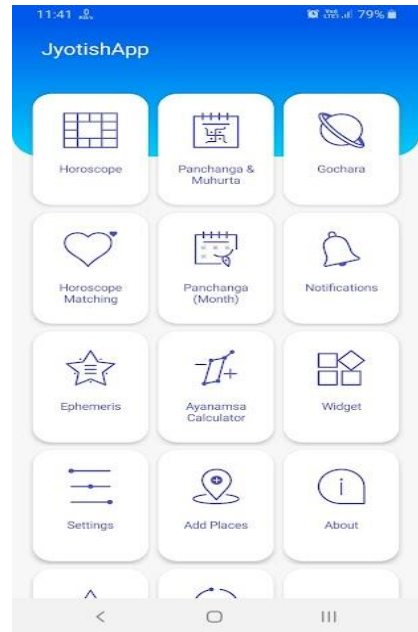 11:41
79%
JyotishApp
Horoscope
Panchanga &
Muhurta
Gochara
Horoscope
Matching
Panchanga
(Month)
Notifications
Ephemeris
Ayanamsa
Calculator
Widget
Settings
Add Places
About